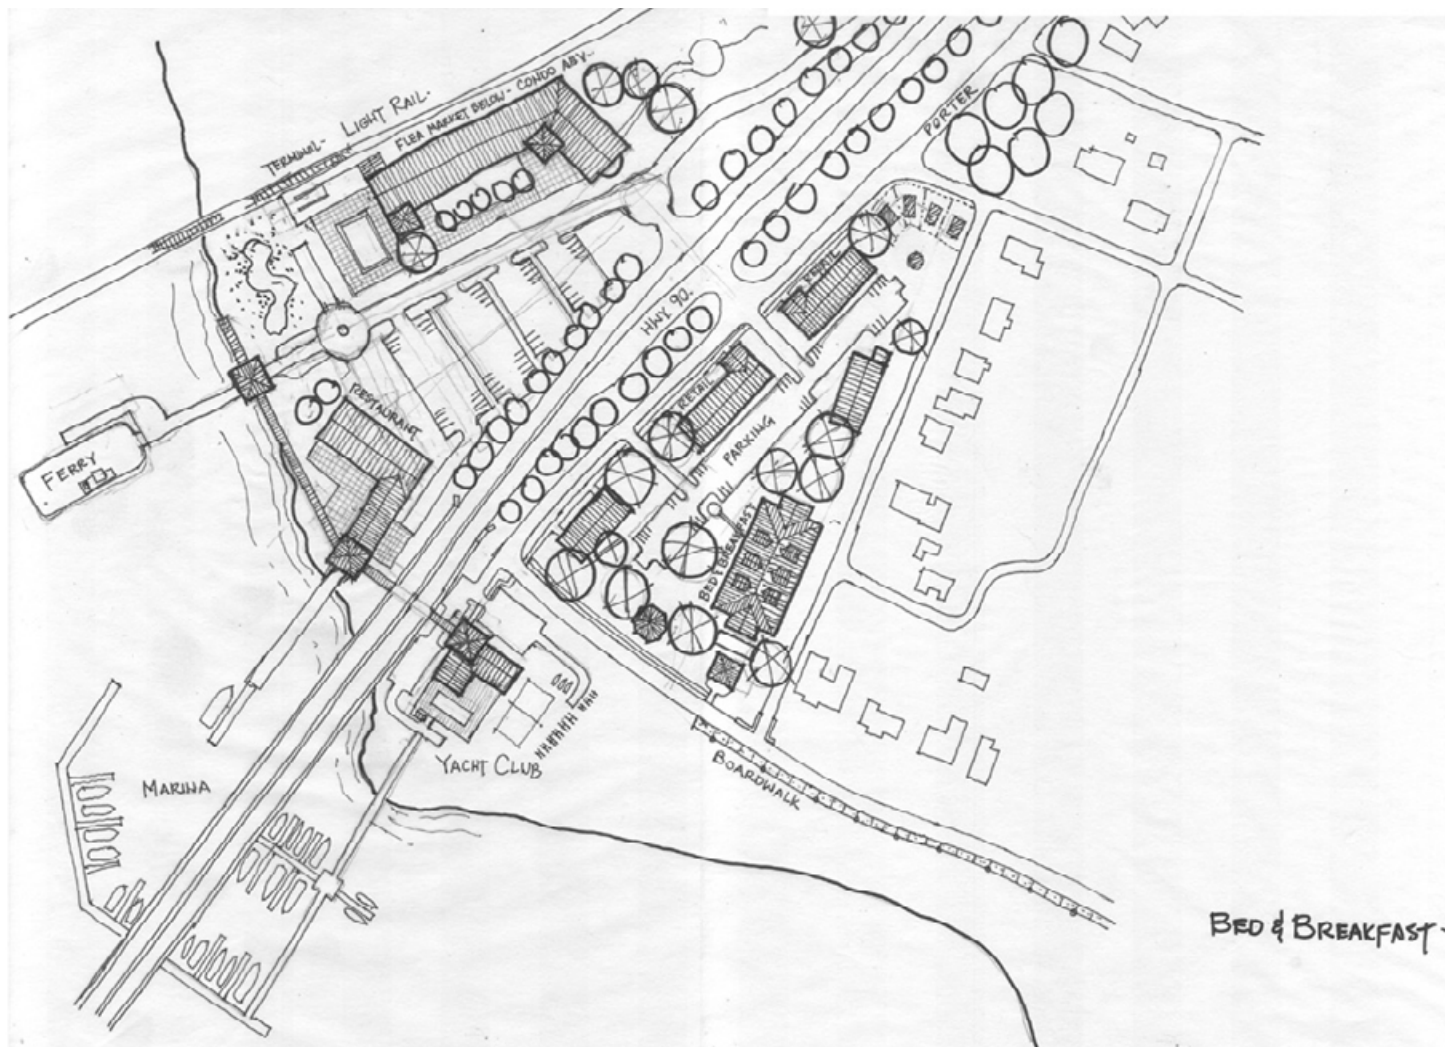 TERMINAL-
LIGHT RAIL.
FLEA MARKET BELOW - CONDO ABV-
PORTER
HWY. 90.
RETAIL
RETAIL
RESTAURANT
PARKING
FERRY
BED & BREAKFAST
YACHT CLUB
MARINA
BOARDWALK
BED & BREAKFAST-